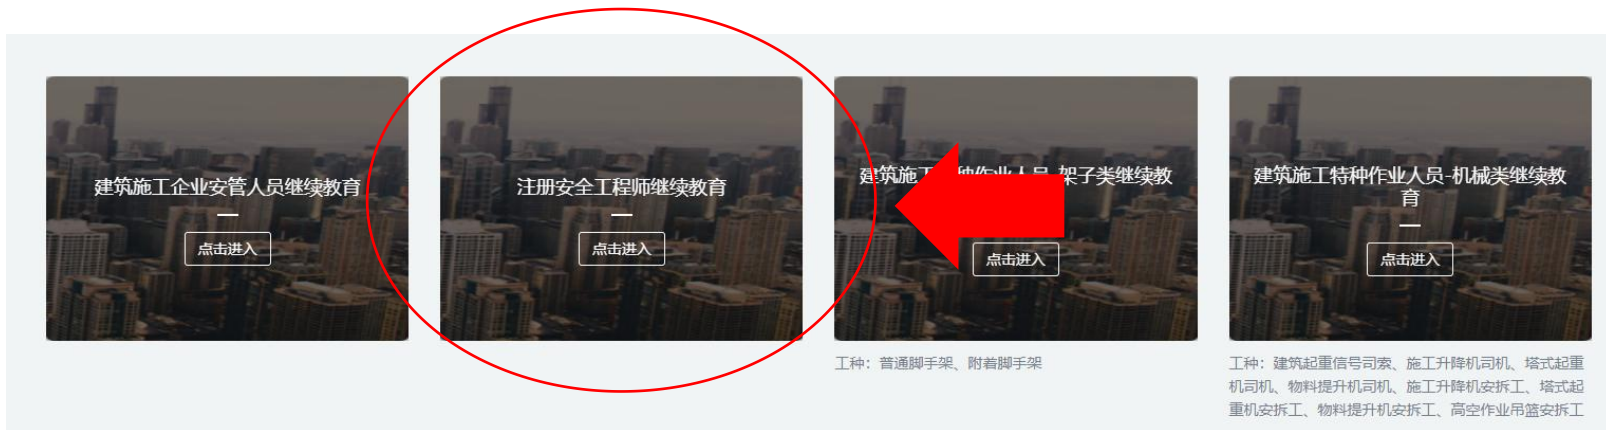 建筑施工企业安管人员继续教育
点击进入
注册安全工程师继续教育
点击进入
建筑施工 架子类继续教
点击进入
工种：普通脚手架、附着脚手架
建筑施工特种作业人员-机械类继续教
育
点击进入
工种：建筑起重信号司索、施工升降机司机、塔式起重
机司机、物料提升机司机、施工升降机安拆工、塔式起
重机安拆工、物料提升机安拆工、高空作业吊篮安拆工